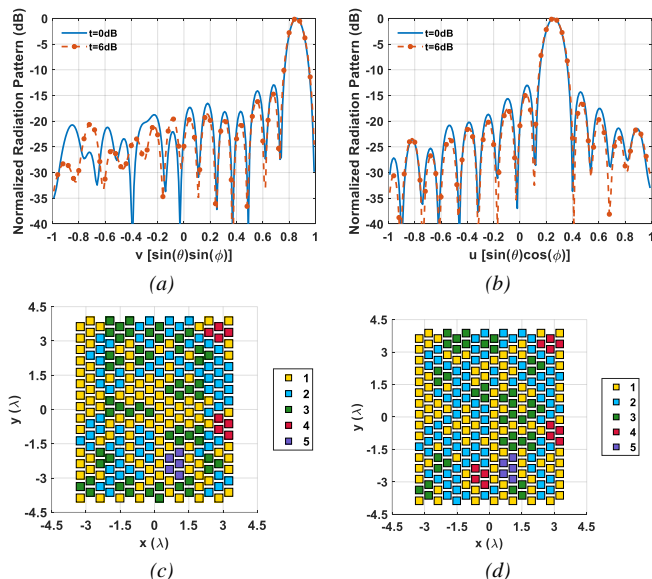 Normalized Radiation Pattern (dB)
0
-5
-10
-15
-20
-25
-30
-35
-40
t=0dB
t=6dB
-1 -0.8 -0.6 -0.4 -0.2 0 0.2 0.4 0.6 0.8 1
v [sin(θ)sin(ϕ)]
(a)
Normalized Radiation Pattern (dB)
0
-5
-10
-15
-20
-25
-30
-35
-40
t=0dB
t=6dB
-1 -0.8 -0.6 -0.4 -0.2 0 0.2 0.4 0.6 0.8 1
u [sin(θ)cos(ϕ)]
(b)
y (λ)
4.5
3
1.5
0
-1.5
-3
-4.5
-4.5 -3 -1.5 0 1.5 3 4.5
x (λ)
1
2
3
4
5
(c)
y (λ)
4.5
3
1.5
0
-1.5
-3
-4.5
-4.5 -3 -1.5 0 1.5 3 4.5
x (λ)
1
2
3
4
5
(d)